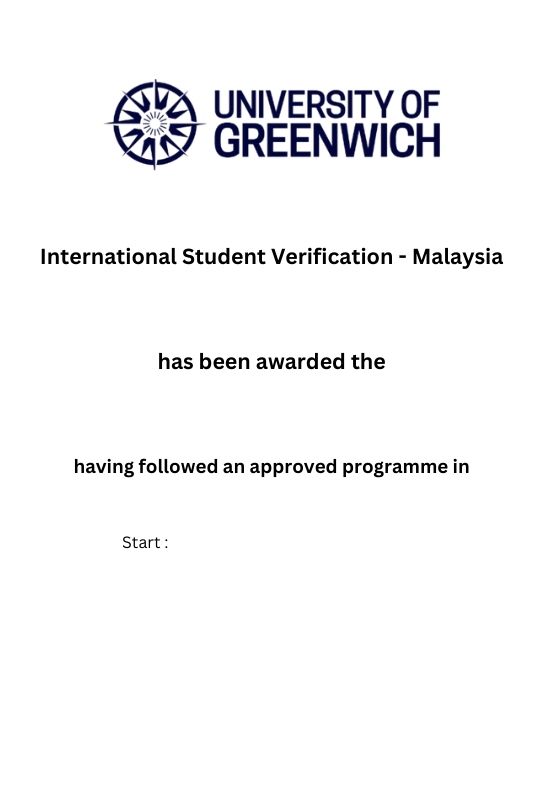 UNIVERSITY OF
GREENWICH
International Student Verification - Malaysia
has been awarded the
having followed an approved programme in
Start :